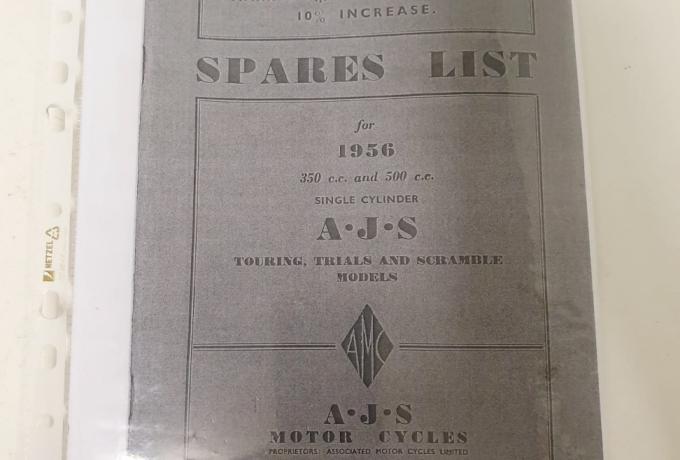 10% INCREASE.
SPARES LIST
for
1956
350 c.c. and 500 c.c.
SINGLE CYLINDER
A·J·S
TOURING, TRIALS AND SCRAMBLE
MODELS
AMC
A·J·S
MOTOR CYCLES
PROPRIETORS: ASSOCIATED MOTOR CYCLES LIMITED
HETZEL